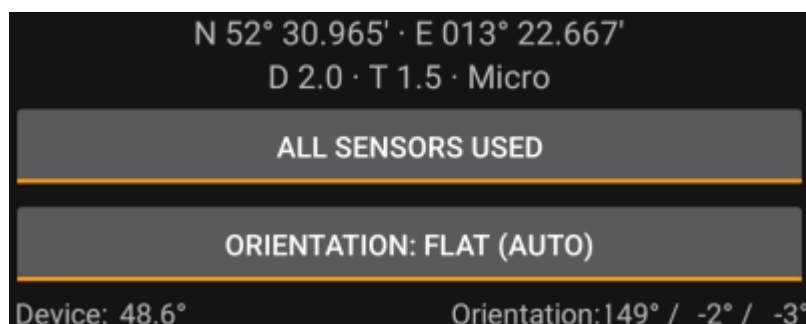 N 52° 30.965' · E 013° 22.667'
D 2.0 · T 1.5 · Micro
ALL SENSORS USED
ORIENTATION: FLAT (AUTO)
Device: 48.6° Orientation:149° / -2° / -3°